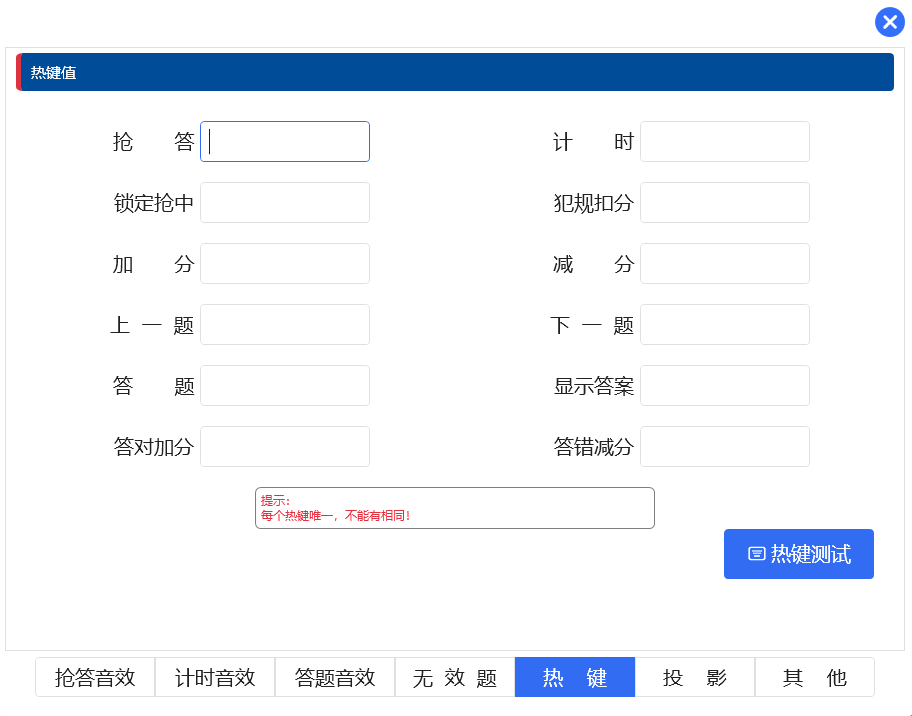 热键值
抢 答 计 时
锁定抢中 犯规扣分
加 分 减 分
上 一 题 下 一 题
答 题 显示答案
答对加分 答错减分
提示：
每个热键唯一，不能有相同！
热键测试
抢答音效 计时音效 答题音效 无 效 题 热 键 投 影 其 他